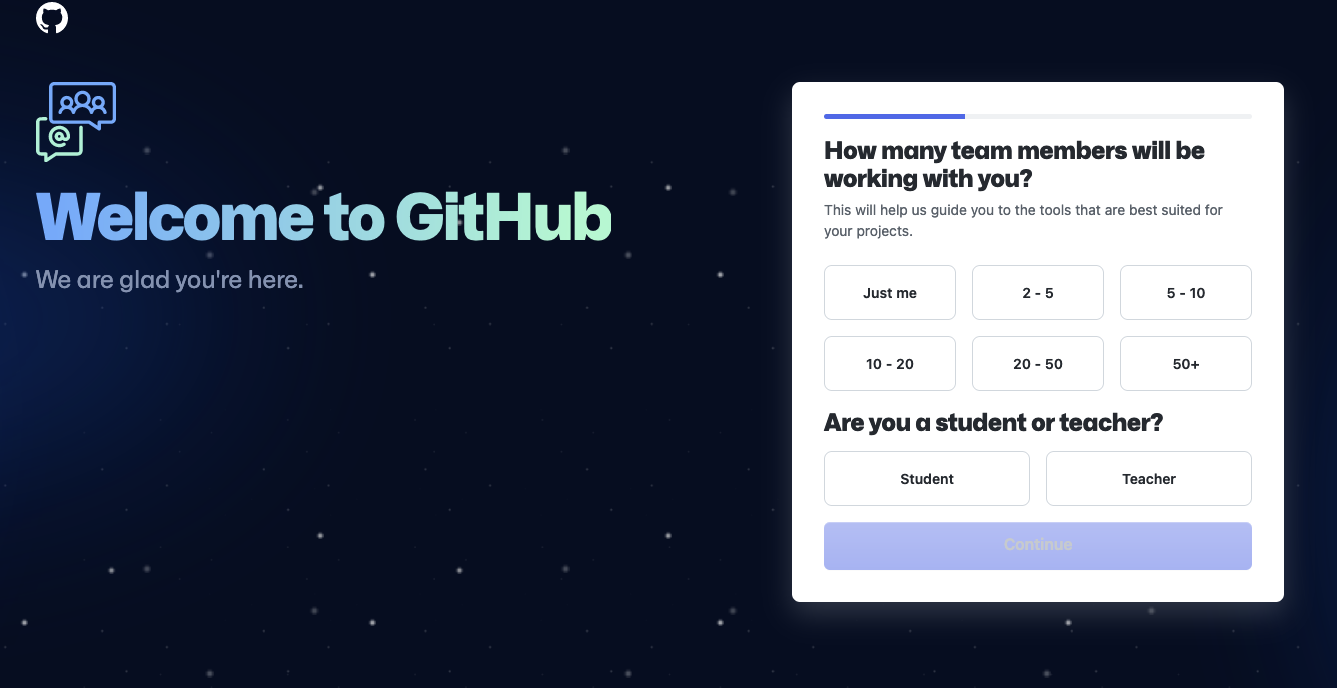 Welcome to GitHub
We are glad you're here.
How many team members will be
working with you?
This will help us guide you to the tools that are best suited for
your projects.
Just me
2 - 5
5 - 10
10 - 20
20 - 50
50+
Are you a student or teacher?
Student
Teacher
Continue